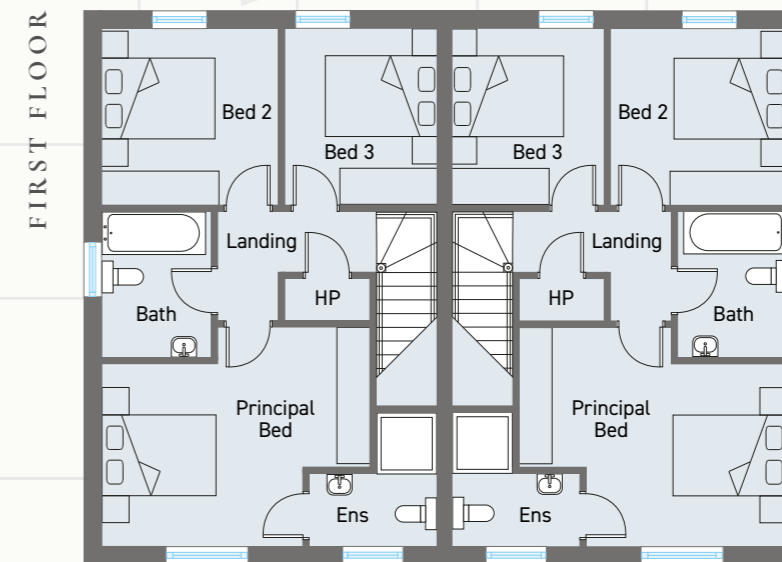 FIRST FLOOR
Bed 2
Bed 3
Bed 3
Bed 2
Landing
Landing
HP
HP
Bath
Bath
Principal
Bed
Principal
Bed
Ens
Ens